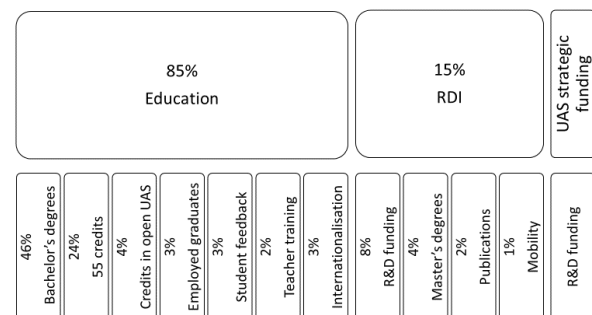 85%
Education
15%
RDI
UAS strategic
funding
46%
Bachelor's degrees
24%
55 credits
4%
Credits in open UAS
3%
Employed graduates
3%
Student feedback
2%
Teacher training
3%
Internationalisation
8%
R&D funding
4%
Master's degrees
2%
Publications
1%
Mobility
R&D funding